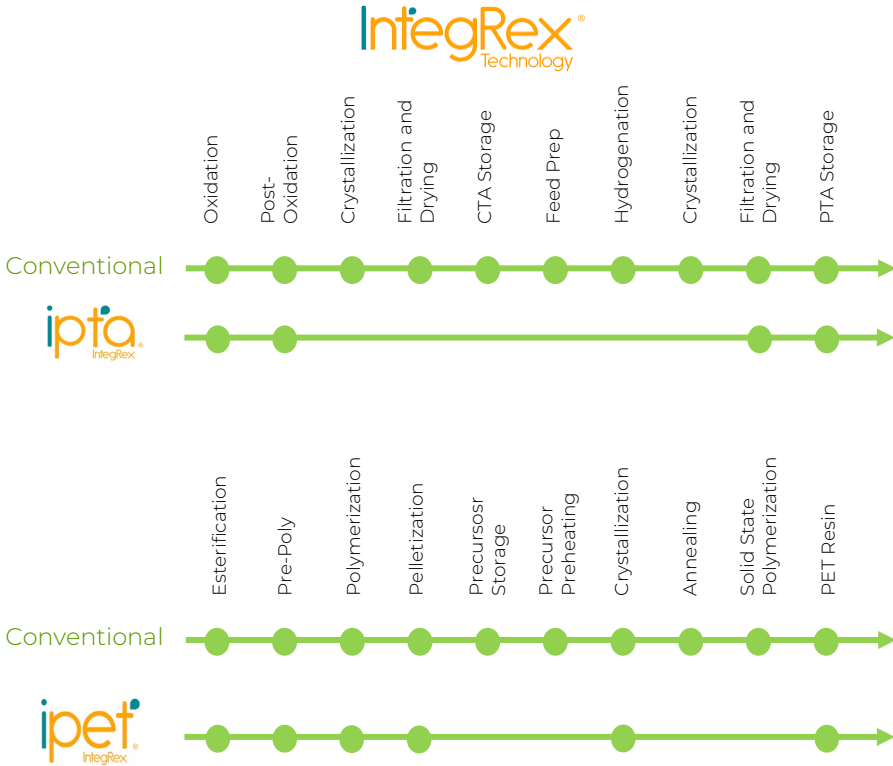 IntegRex®
Technology
Oxidation
Post-
Oxidation
Crystallization
Filtration and
Drying
CTA Storage
Feed Prep
Hydrogenation
Crystallization
Filtration and
Drying
PTA Storage
Conventional
ipta®
IntegRex
Esterification
Pre-Poly
Polymerization
Pelletization
Precursosr
Storage
Precursor
Preheating
Crystallization
Annealing
Solid State
Polymerization
PET Resin
Conventional
ipet®
IntegRex